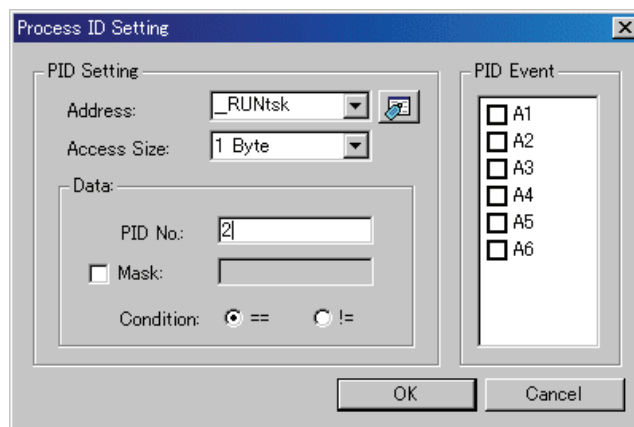 Process ID Setting
PID Setting
Address:
_RUNtsk
Access Size:
1 Byte
Data:
PID No.:
2
Mask:
Condition:
==
!=
PID Event
A1
A2
A3
A4
A5
A6
OK
Cancel